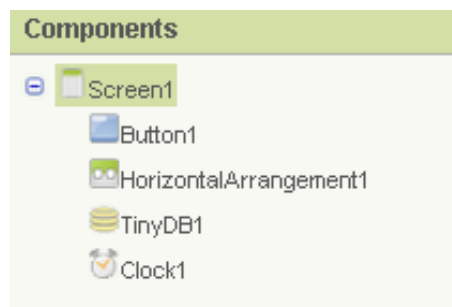 Components
Screen1
Button1
HorizontalArrangement1
TinyDB1
Clock1